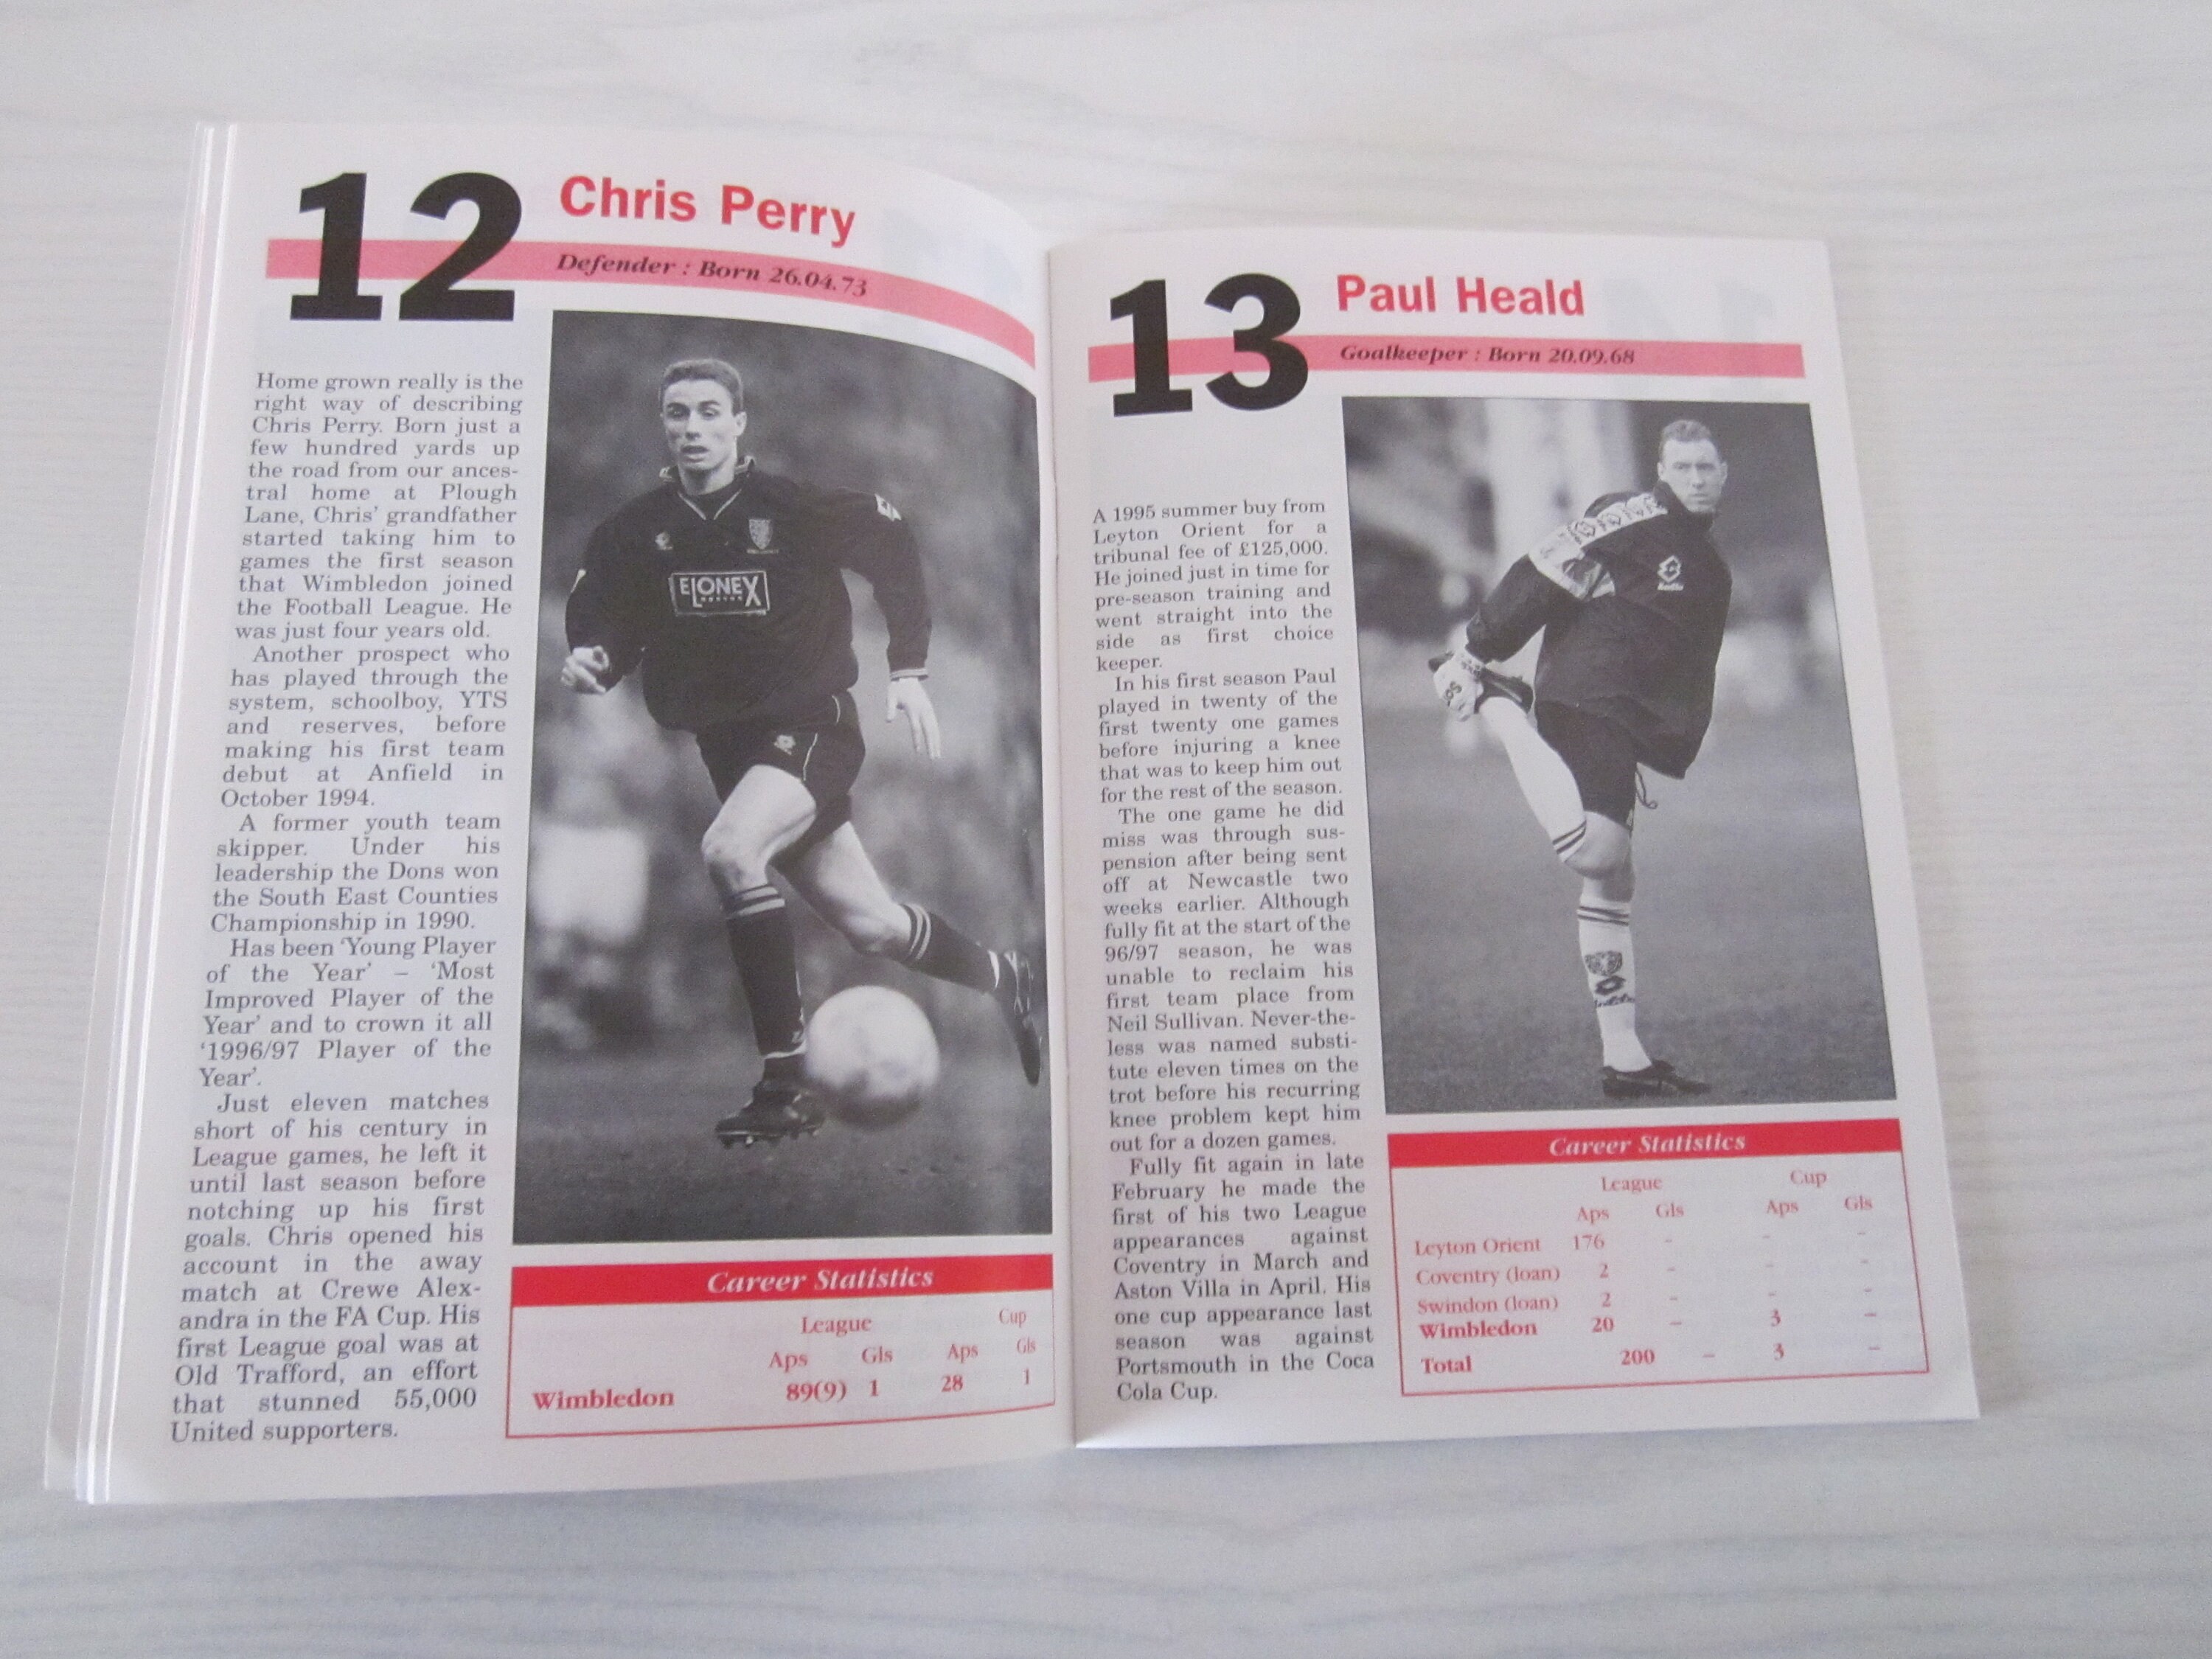 12
Chris Perry
Defender : Born 26.04.73
Home grown really is the
right way of describing
Chris Perry. Born just a
few hundred yards up
the road from our ances-
tral home at Plough
Lane, Chris' grandfather
started taking him to
games the first season
that Wimbledon joined
the Football League. He
was just four years old.
Another prospect who
has played through the
system, schoolboy, YTS
and reserves, before
making his first team
debut at Anfield in
October 1994.
A former youth team
skipper. Under his
leadership the Dons won
the South East Counties
Championship in 1990.
Has been 'Young Player
of the Year' – 'Most
Improved Player of the
Year' and to crown it all
'1996/97 Player of the
Year'.
Just eleven matches
short of his century in
League games, he left it
until last season before
notching up his first
goals. Chris opened his
account in the away
match at Crewe Alex-
andra in the FA Cup. His
first League goal was at
Old Trafford, an effort
that stunned 55,000
United supporters.
ELONEX
Career Statistics
League Cup
Aps Gls Aps Gls
Wimbledon 89(9) 1 28 1
13
Paul Heald
Goalkeeper : Born 20.09.68
A 1995 summer buy from
Leyton Orient for a
tribunal fee of £125,000.
He joined just in time for
pre-season training and
went straight into the
side as first choice
keeper.
In his first season Paul
played in twenty of the
first twenty one games
before injuring a knee
that was to keep him out
for the rest of the season.
The one game he did
miss was through sus-
pension after being sent
off at Newcastle two
weeks earlier. Although
fully fit at the start of the
96/97 season, he was
unable to reclaim his
first team place from
Neil Sullivan. Never-the-
less was named substi-
tute eleven times on the
trot before his recurring
knee problem kept him
out for a dozen games.
Fully fit again in late
February he made the
first of his two League
appearances against
Coventry in March and
Aston Villa in April. His
one cup appearance last
season was against
Portsmouth in the Coca
Cola Cup.
Career Statistics
League Cup
Aps Gls Aps Gls
Leyton Orient 176 - - -
Coventry (loan) 2 - - -
Swindon (loan) 2 - - -
Wimbledon 20 – 3 –
Total 200 – 3 –